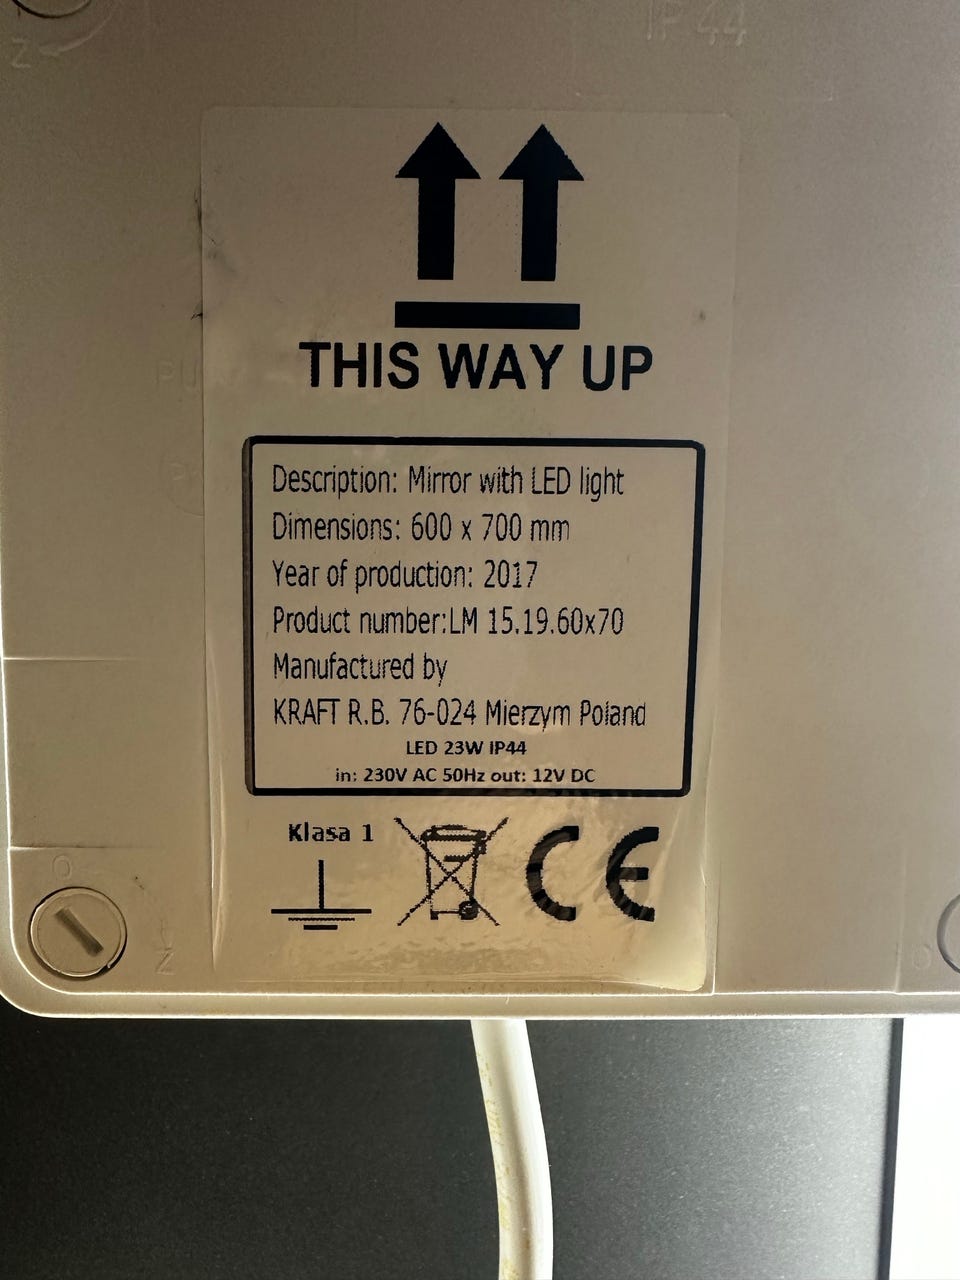 IP 44
Z
THIS WAY UP
Description: Mirror with LED light
Dimensions: 600 x 700 mm
Year of production: 2017
Product number:LM 15.19.60x70
Manufactured by
KRAFT R.B. 76-024 Mierzym Poland
LED 23W IP44
in: 230V AC 50Hz out: 12V DC
Klasa 1
CE
O
Z
O